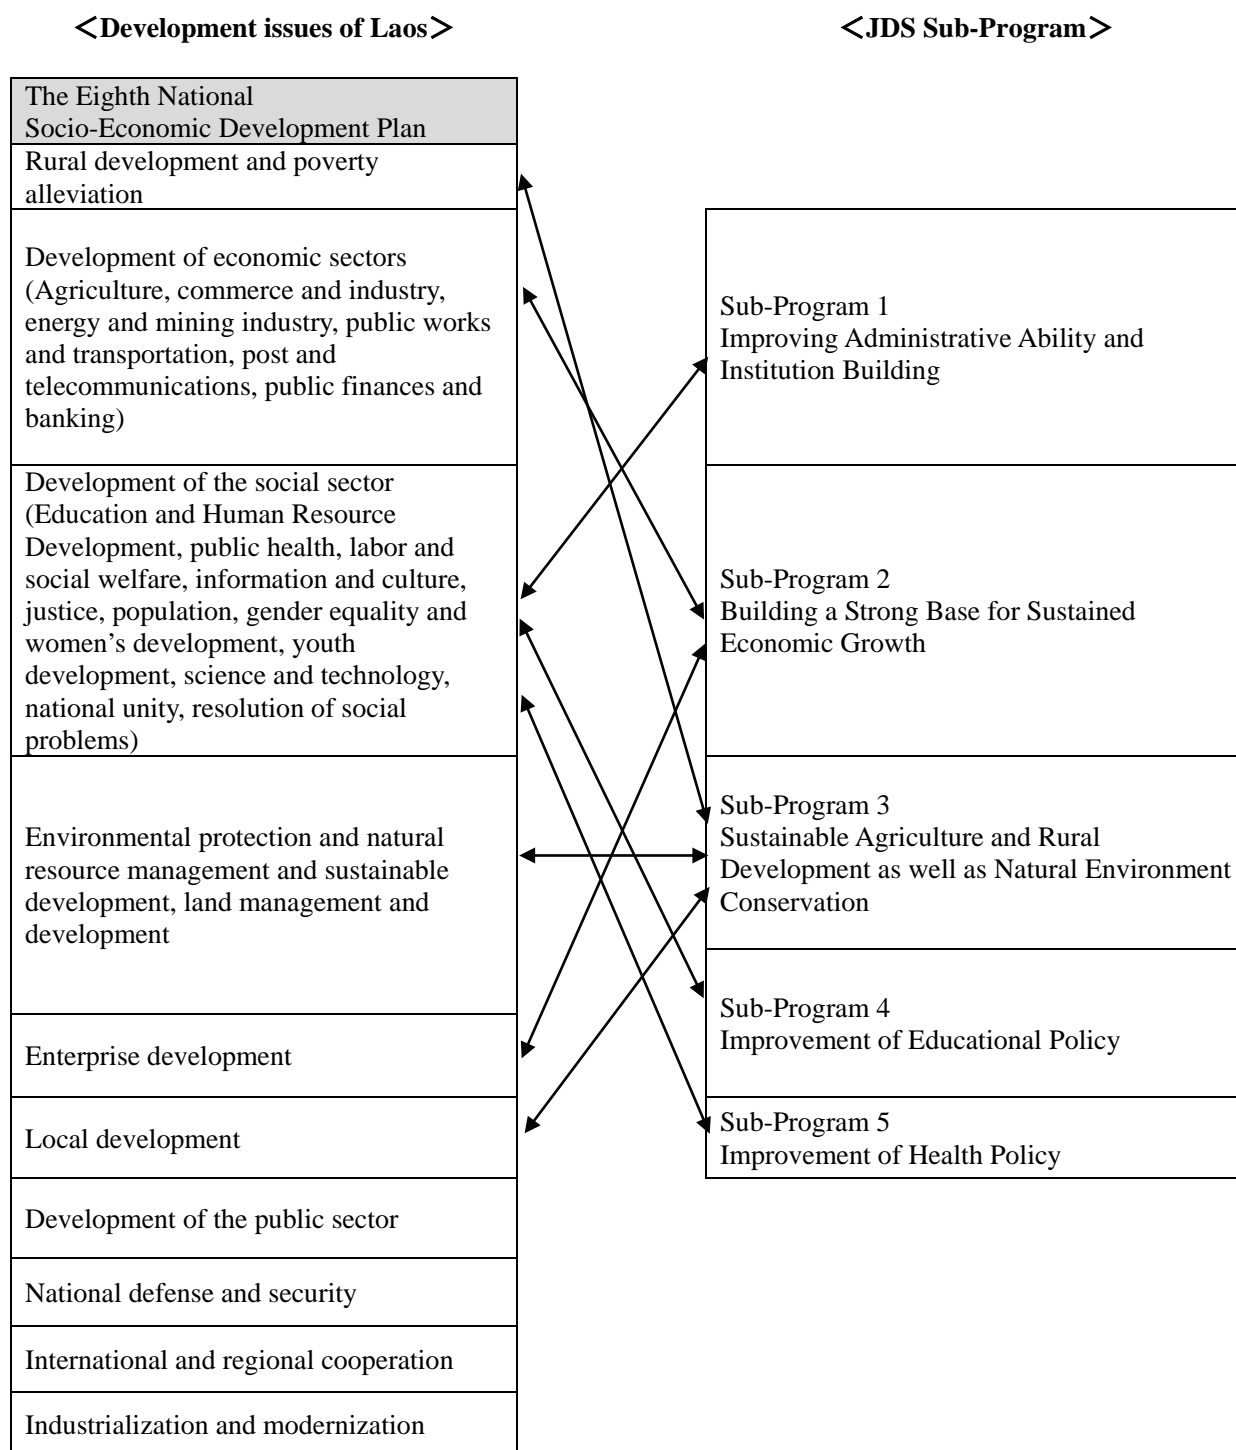 ＜Development issues of Laos＞
＜JDS Sub-Program＞
The Eighth National
Socio-Economic Development Plan
Rural development and poverty
alleviation
Development of economic sectors
(Agriculture, commerce and industry,
energy and mining industry, public works
and transportation, post and
telecommunications, public finances and
banking)
Development of the social sector
(Education and Human Resource
Development, public health, labor and
social welfare, information and culture,
justice, population, gender equality and
women’s development, youth
development, science and technology,
national unity, resolution of social
problems)
Environmental protection and natural
resource management and sustainable
development, land management and
development
Enterprise development
Local development
Development of the public sector
National defense and security
International and regional cooperation
Industrialization and modernization
Sub-Program 1
Improving Administrative Ability and
Institution Building
Sub-Program 2
Building a Strong Base for Sustained
Economic Growth
Sub-Program 3
Sustainable Agriculture and Rural
Development as well as Natural Environment
Conservation
Sub-Program 4
Improvement of Educational Policy
Sub-Program 5
Improvement of Health Policy